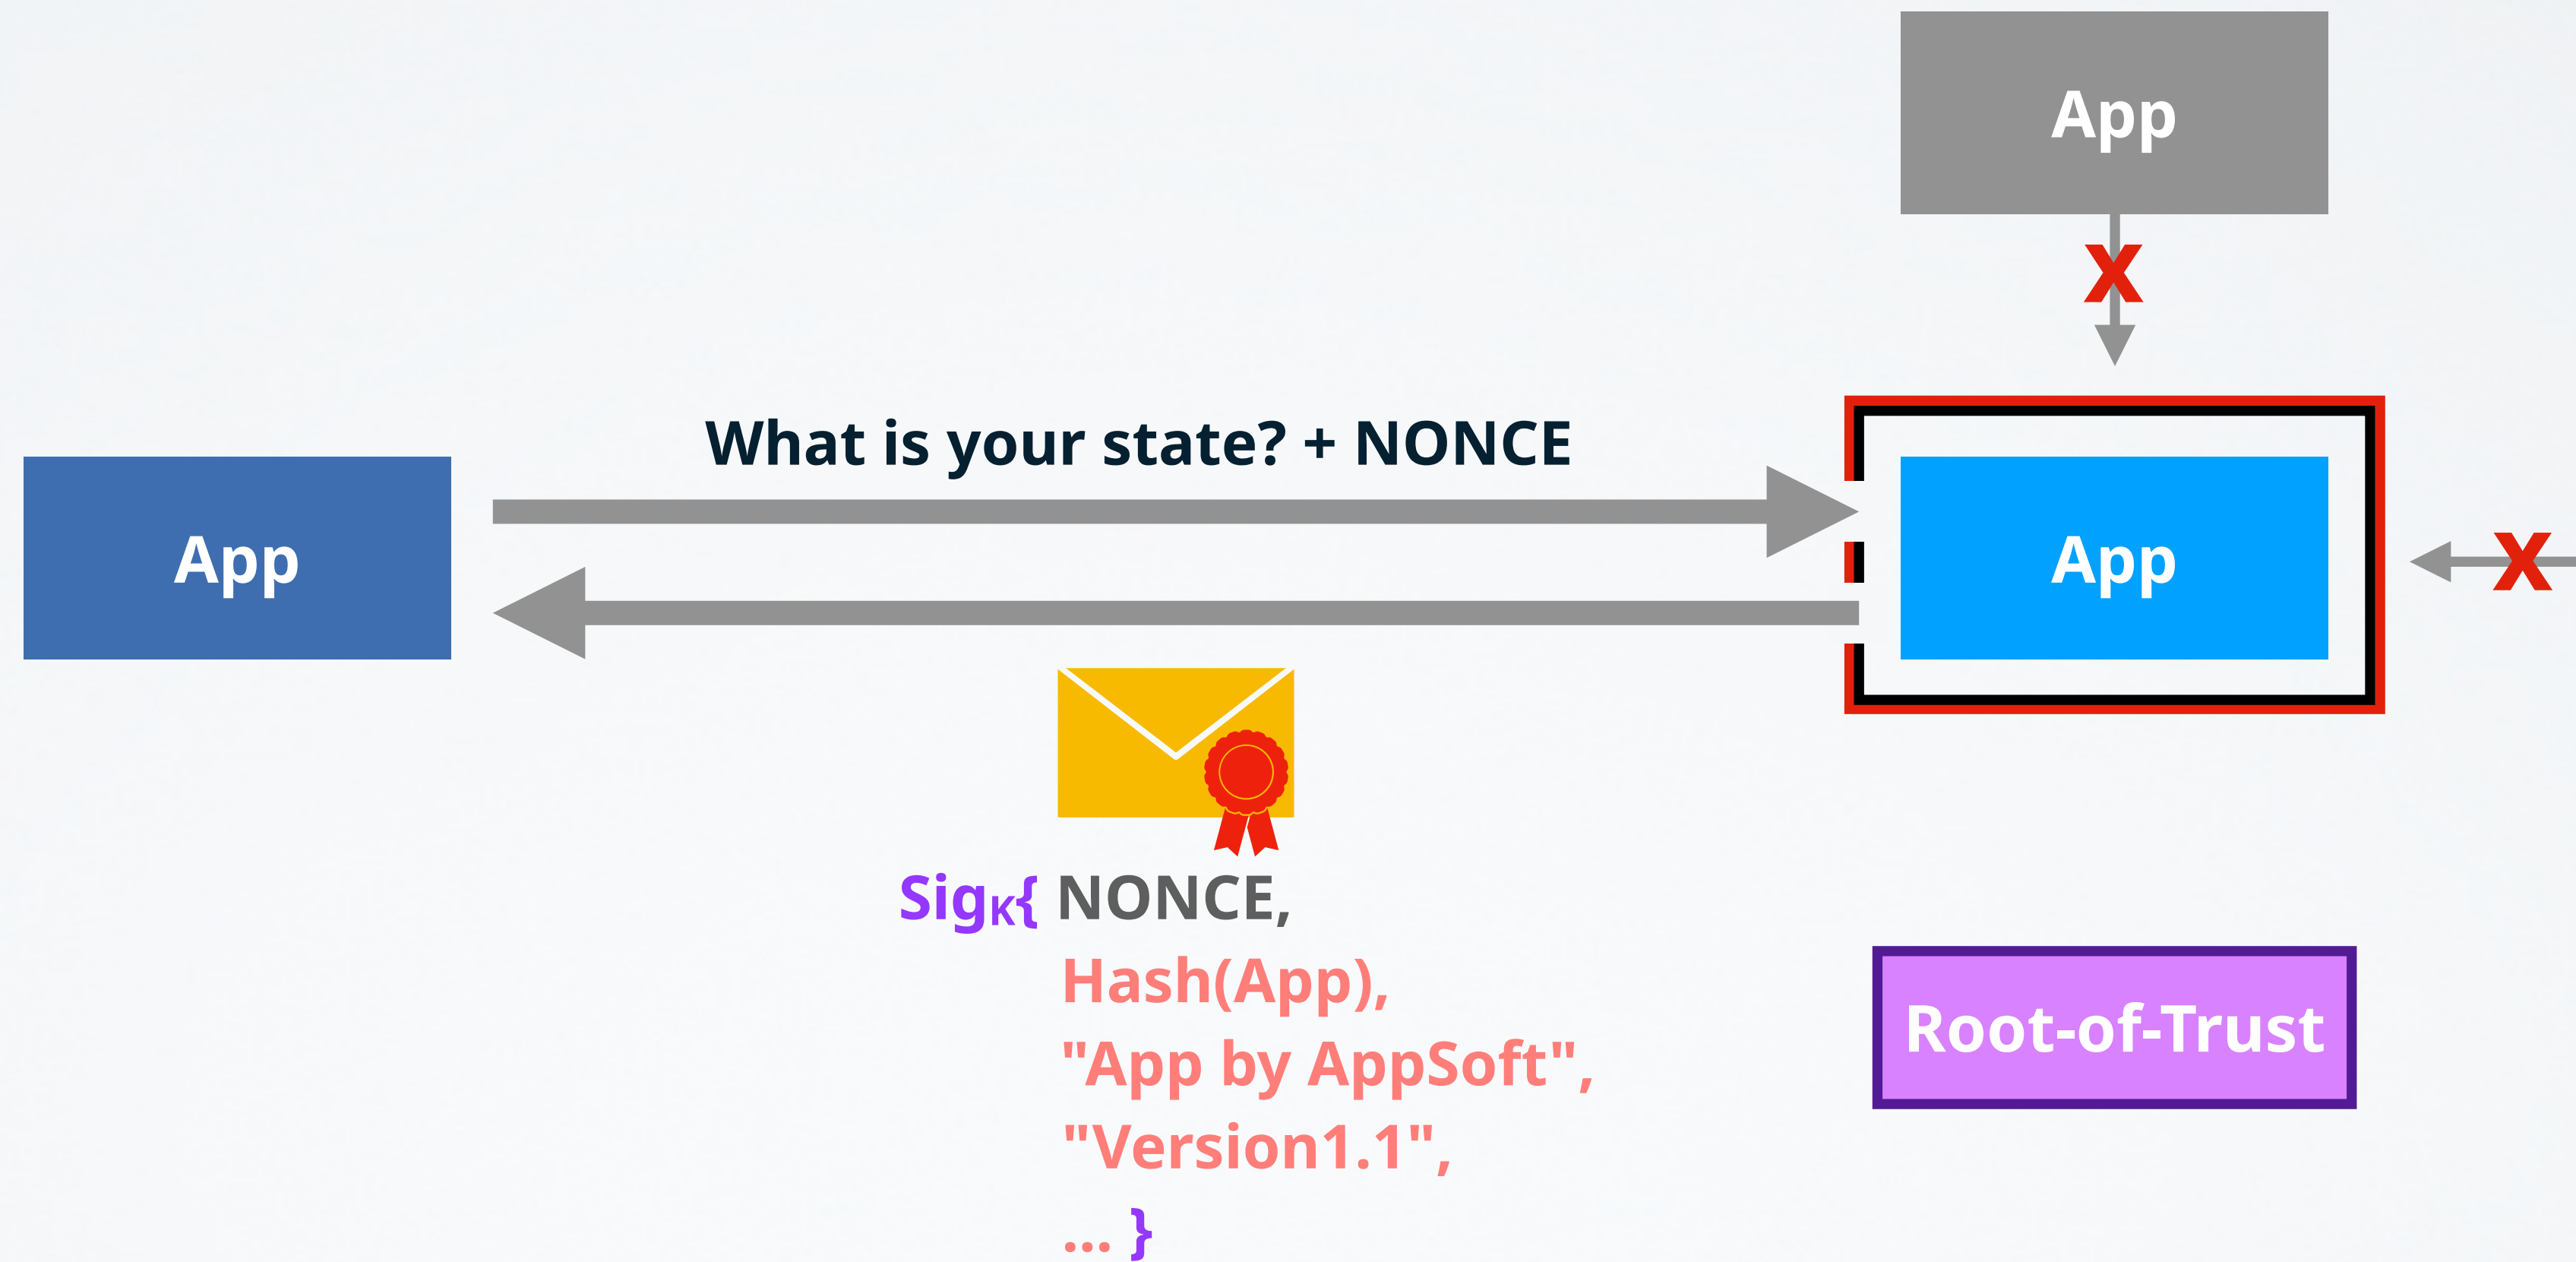 App
X
What is your state? + NONCE
App
App
X
SigK{ NONCE,
Hash(App),
"App by AppSoft",
"Version1.1",
... }
Root-of-Trust